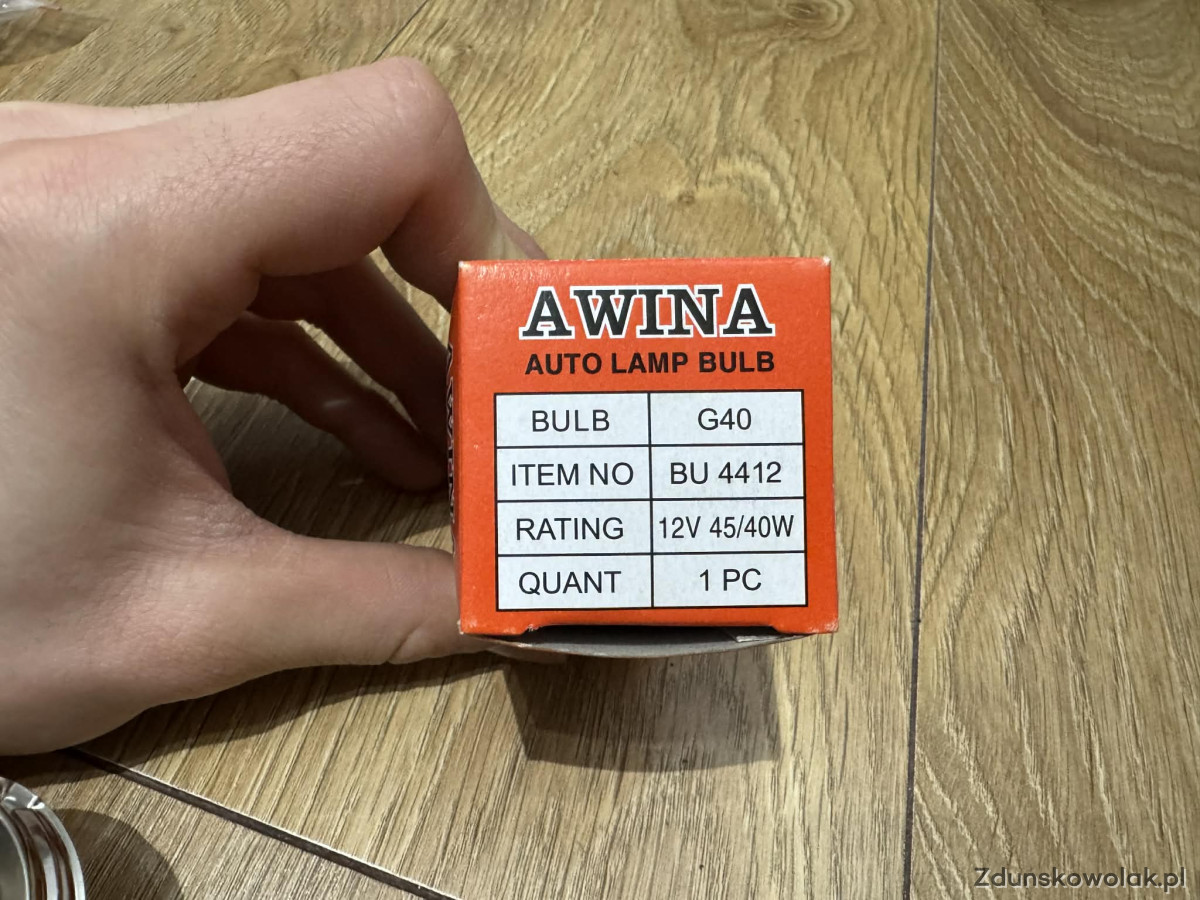 AWINA
AUTO LAMP BULB
BULB G40
ITEM NO BU 4412
RATING 12V 45/40W
QUANT 1 PC
Zdunskowolak.pl